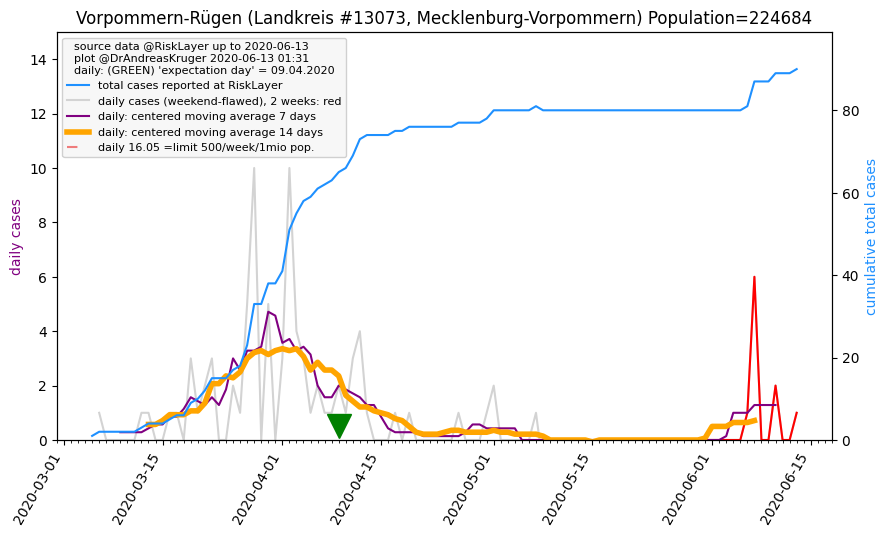 Vorpommern-Rügen (Landkreis #13073, Mecklenburg-Vorpommern) Population=224684
source data @RiskLayer up to 2020-06-13
plot @DrAndreasKruger 2020-06-13 01:31
daily: (GREEN) 'expectation day' = 09.04.2020
total cases reported at RiskLayer
daily cases (weekend-flawed), 2 weeks: red
daily: centered moving average 7 days
daily: centered moving average 14 days
daily 16.05 =limit 500/week/1mio pop.
daily cases
14
12
10
8
6
4
2
0
cumulative total cases
80
60
40
20
0
2020-03-01
2020-03-15
2020-04-01
2020-04-15
2020-05-01
2020-05-15
2020-06-01
2020-06-15